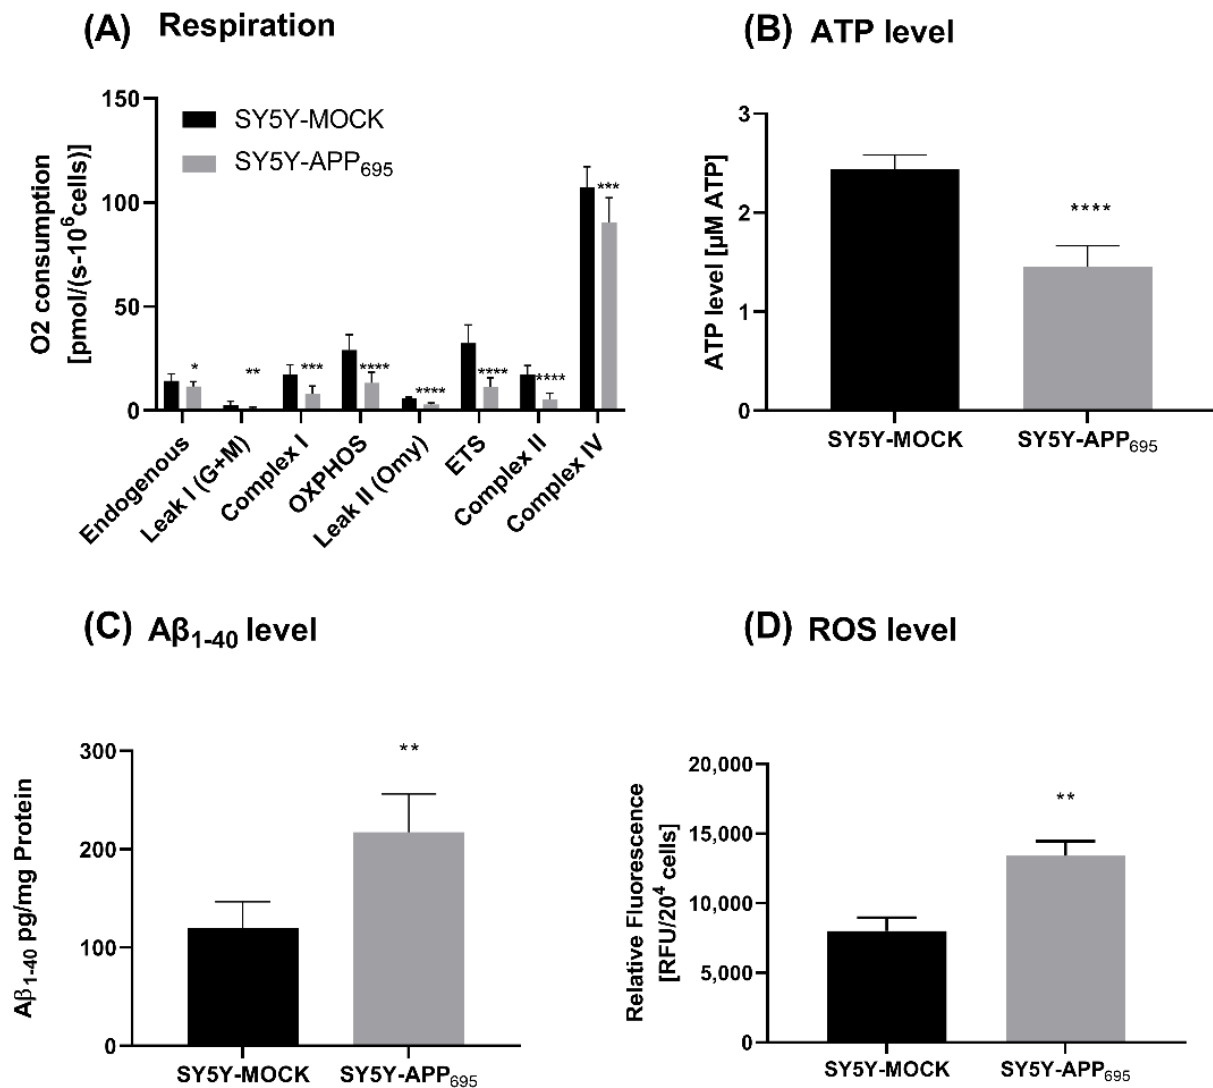 (A) Respiration
150
100
50
0
O2 consumption
[pmol/(s-10⁶cells)]
SY5Y-MOCK
SY5Y-APP₆₉₅
*
**
***
****
****
****
****
***
Endogenous
Leak I (G+M)
Complex I
OXPHOS
Leak II (Omy)
ETS
Complex II
Complex IV
(B) ATP level
3
2
1
0
ATP level [µM ATP]
****
SY5Y-MOCK
SY5Y-APP₆₉₅
(C) Aβ₁₋₄₀ level
300
200
100
0
Aβ₁₋₄₀ pg/mg Protein
**
SY5Y-MOCK
SY5Y-APP₆₉₅
(D) ROS level
20,000
15,000
10,000
5,000
0
Relative Fluorescence
[RFU/20⁴ cells]
**
SY5Y-MOCK
SY5Y-APP₆₉₅